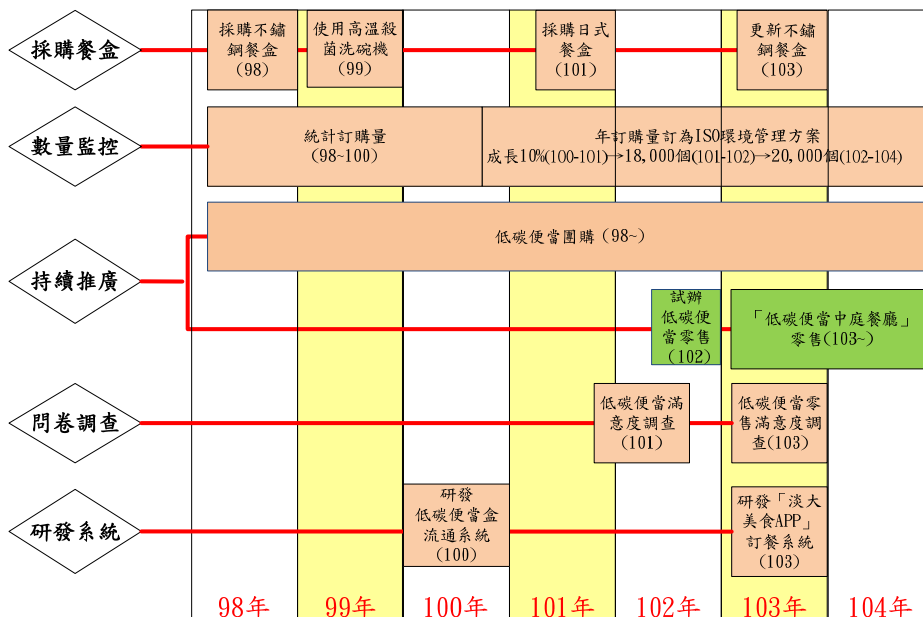 採購餐盒
採購不鏽
鋼餐盒
(98)
使用高溫殺
菌洗碗機
(99)
採購日式
餐盒
(101)
更新不鏽
鋼餐盒
(103)
數量監控
統計訂購量
(98~100)
年訂購量訂為ISO環境管理方案
成長10%(100-101)→18,000個(101-102)→20,000個(102-104)
持續推廣
低碳便當團購 (98~)
試辦
低碳便
當零售
(102)
「低碳便當中庭餐廳」
零售(103~)
問卷調查
低碳便當滿
意度調查
(101)
低碳便當零
售滿意度調
查(103)
研發系統
研發
低碳便當盒
流通系統
(100)
研發「淡大
美食APP」
訂餐系統
(103)
98年
99年
100年
101年
102年
103年
104年